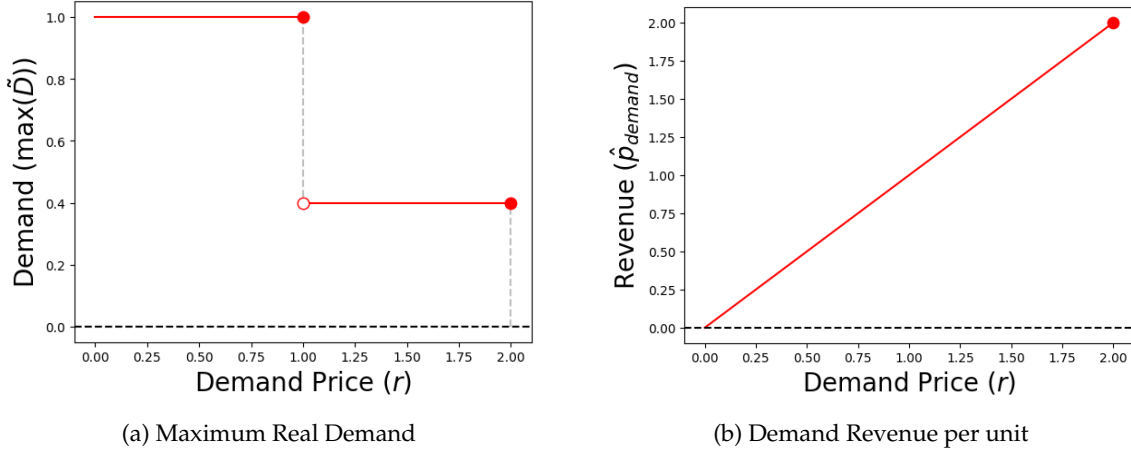 1.0
0.8
0.6
0.4
0.2
0.0
Demand (max(D̃))
0.00 0.25 0.50 0.75 1.00 1.25 1.50 1.75 2.00
Demand Price (r)
(a) Maximum Real Demand
2.00
1.75
1.50
1.25
1.00
0.75
0.50
0.25
0.00
Revenue (p̂demand)
0.00 0.25 0.50 0.75 1.00 1.25 1.50 1.75 2.00
Demand Price (r)
(b) Demand Revenue per unit